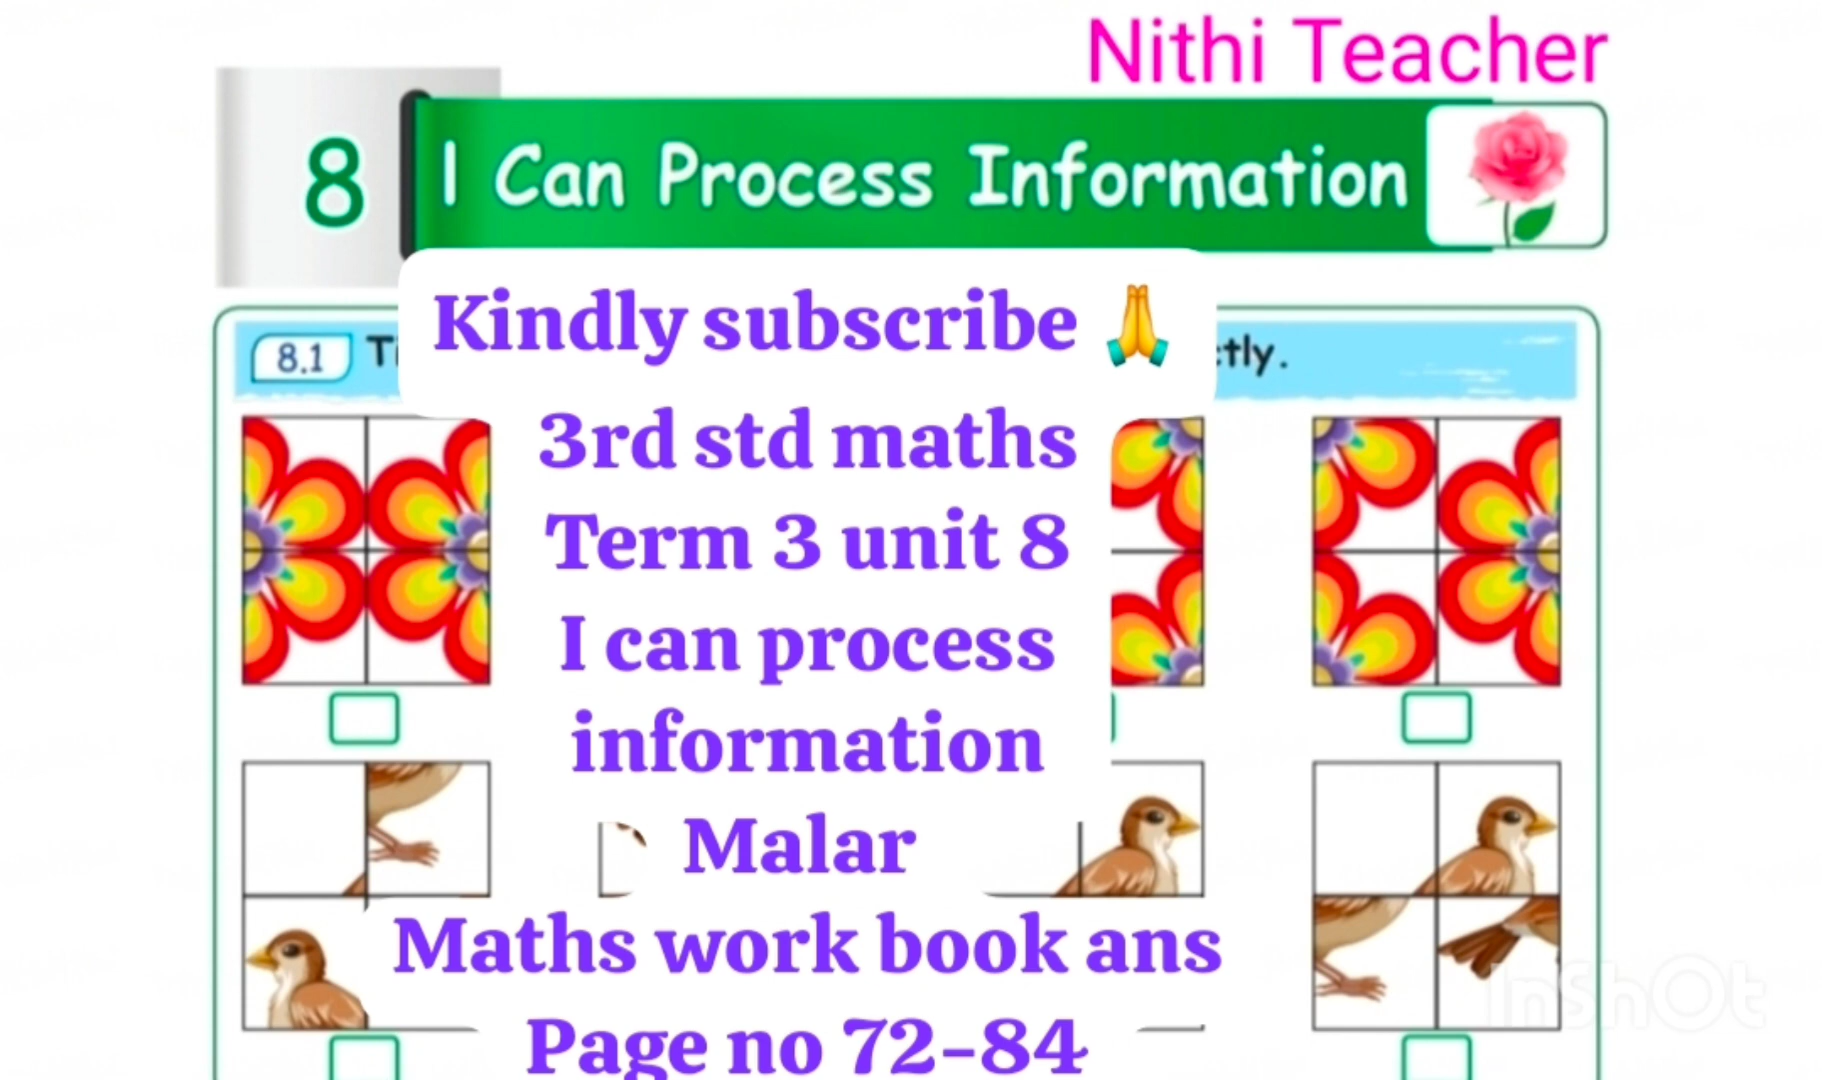 Nithi Teacher
8
I Can Process Information
Kindly subscribe 🙏
8.1
3rd std maths
Term 3 unit 8
I can process
information
Malar
Maths work book ans
Page no 72-84
InShOt